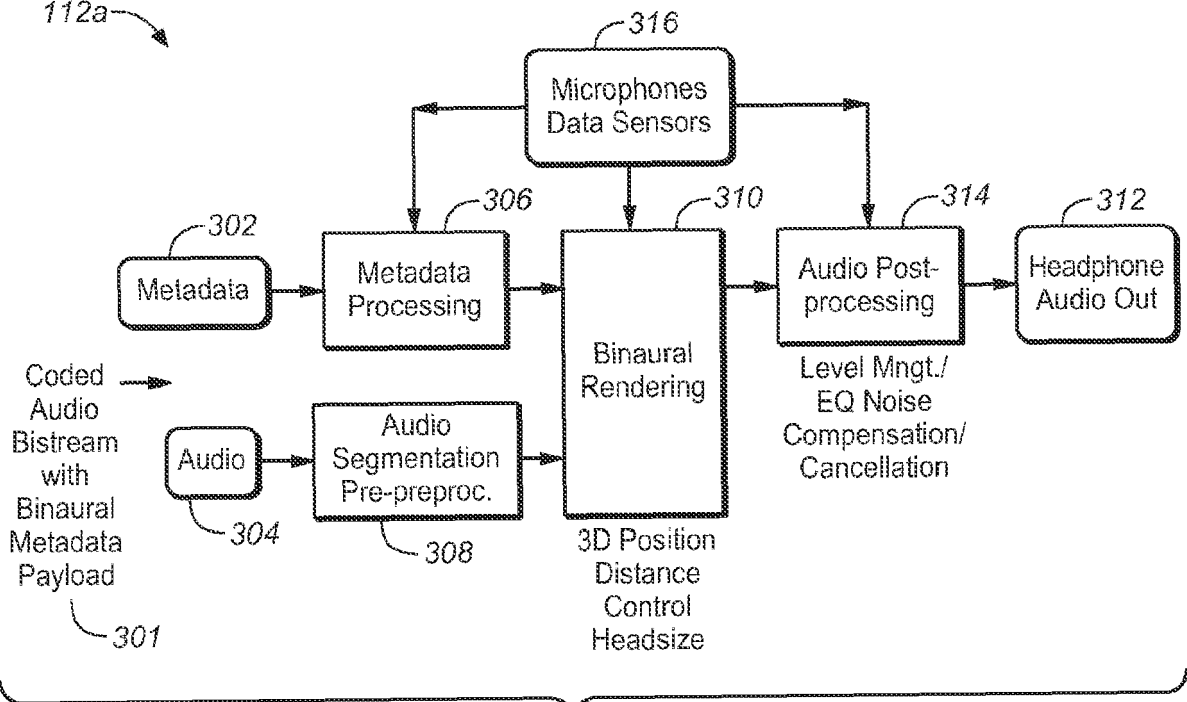 112a
316
Microphones
Data Sensors
302
Metadata
306
Metadata
Processing
310
Binaural
Rendering
314
Audio Post-
processing
312
Headphone
Audio Out
Level Mngt./
EQ Noise
Compensation/
Cancellation
Coded
Audio
Bistream
with
Binaural
Metadata
Payload
301
Audio
304
Audio
Segmentation
Pre-preproc.
308
3D Position
Distance
Control
Headsize